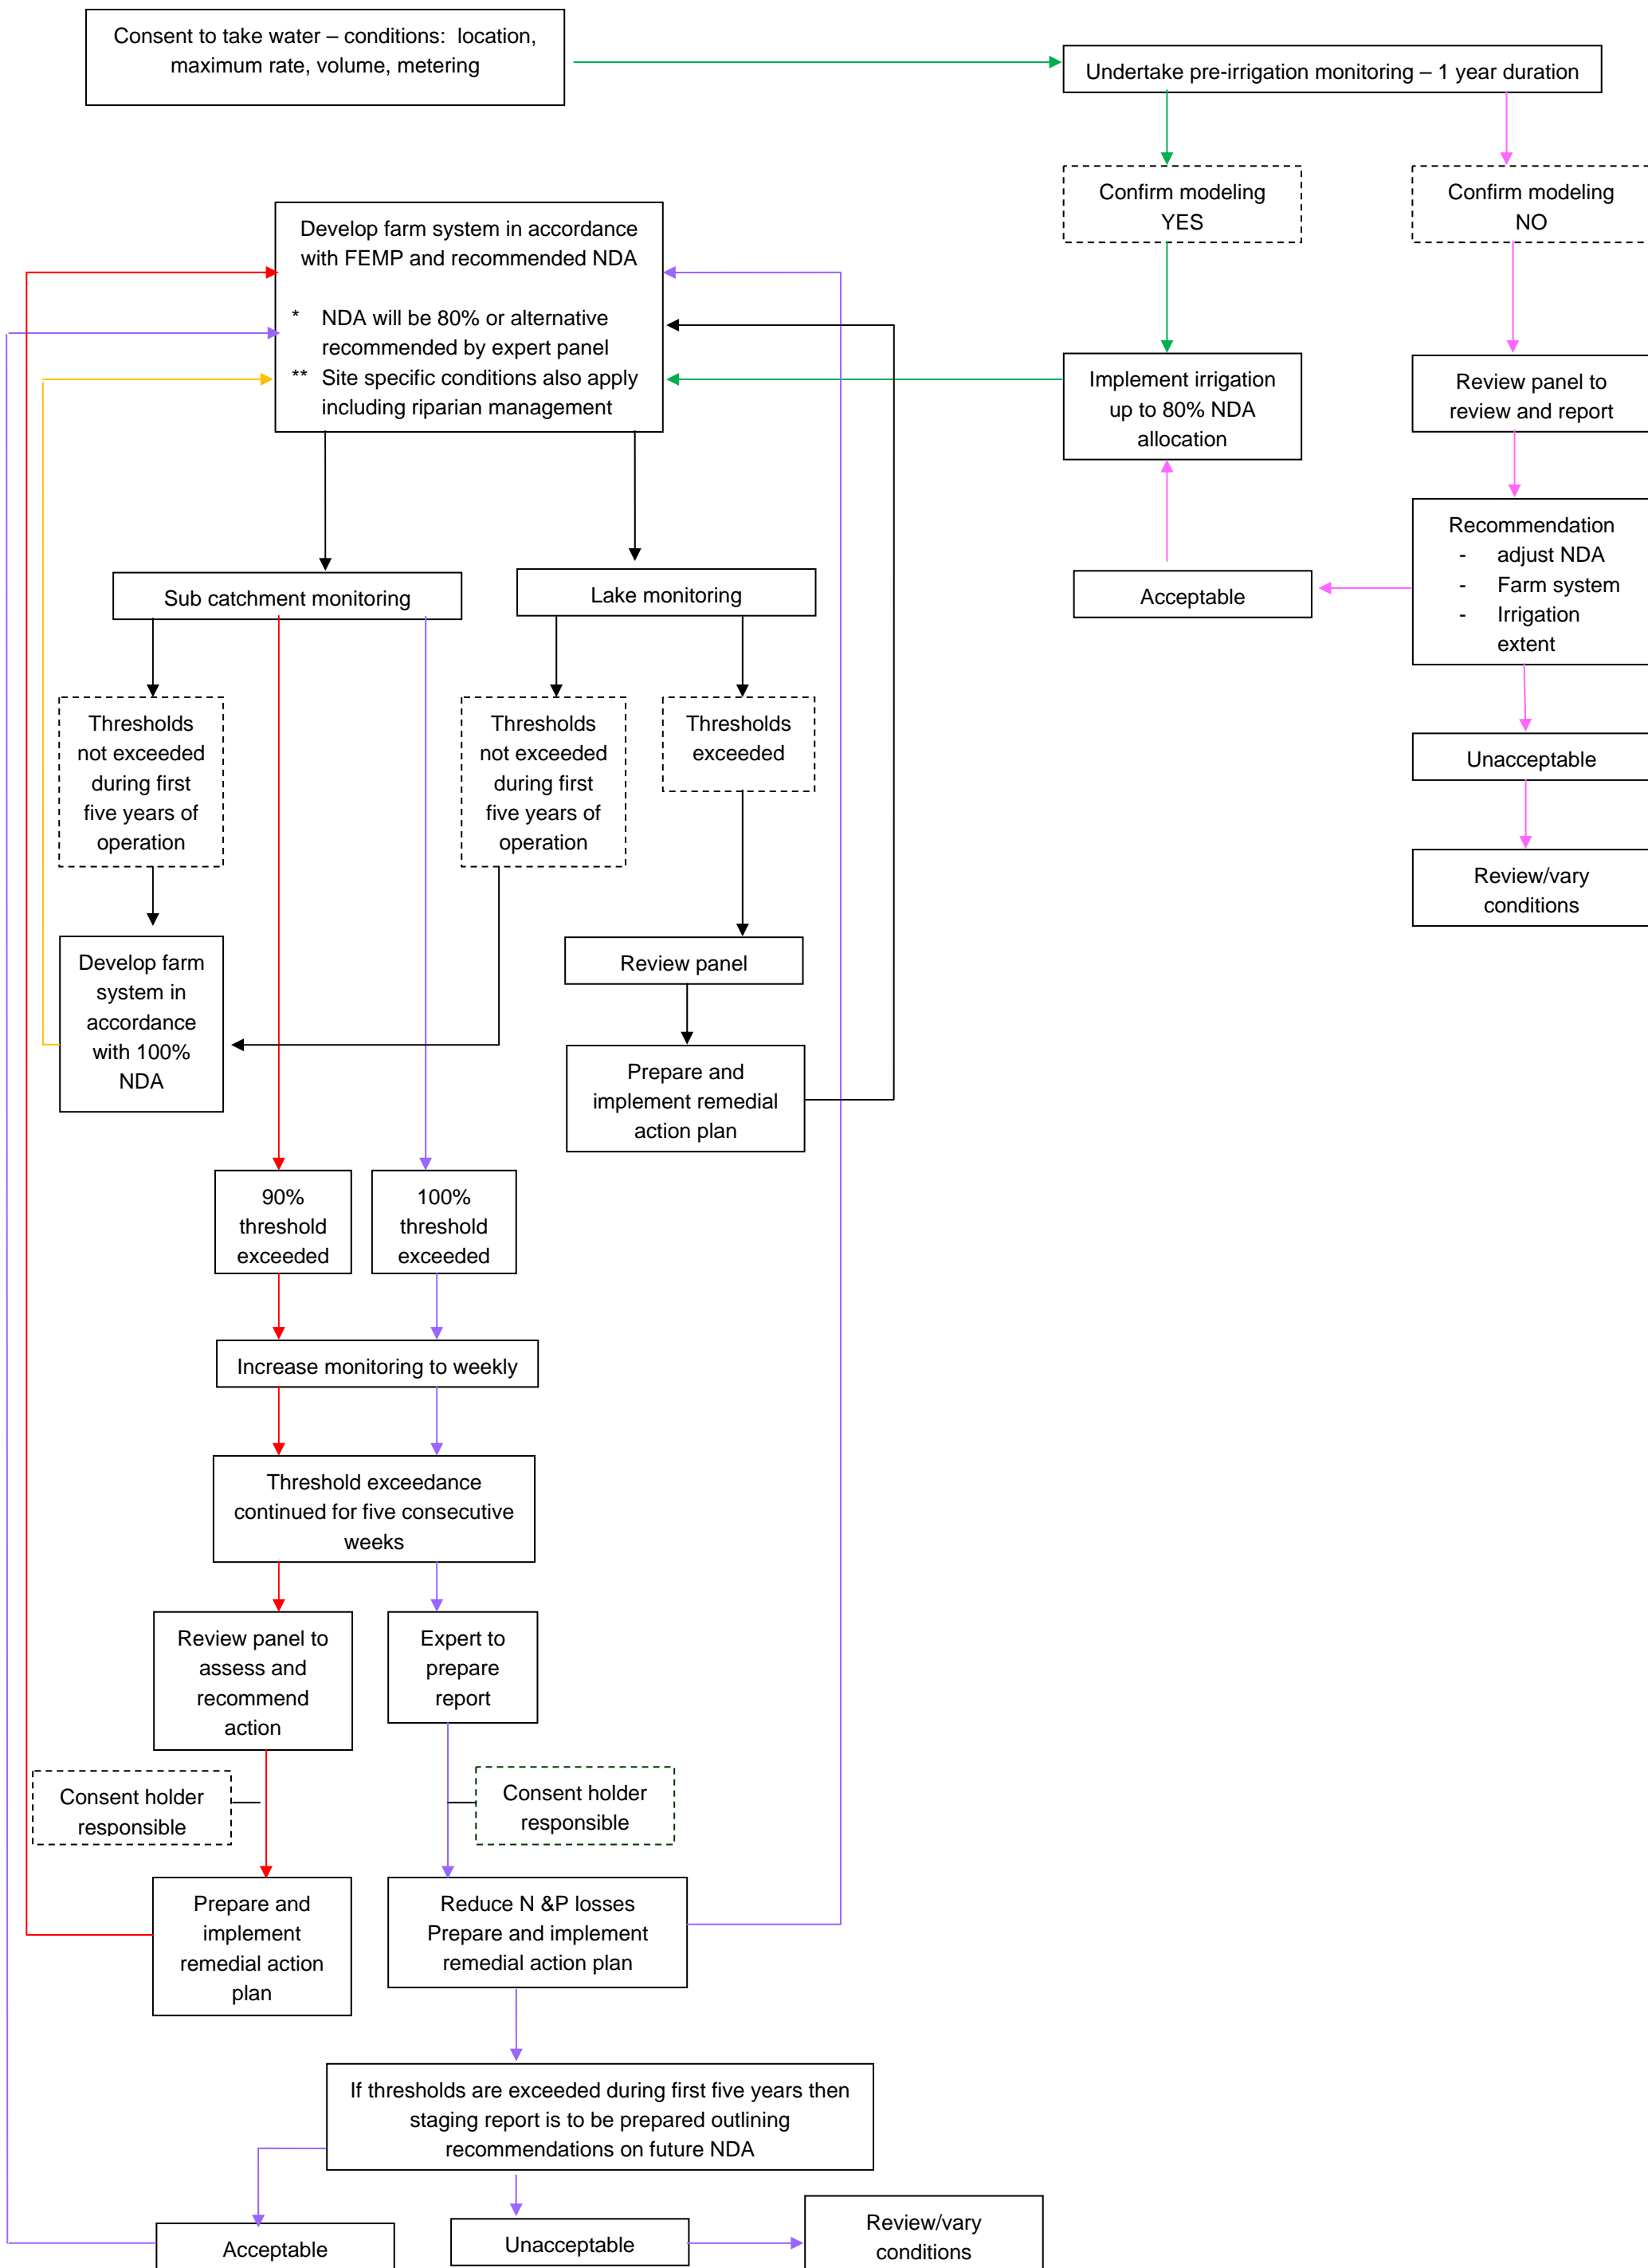 Consent to take water – conditions:  location,
maximum rate, volume, metering
Undertake pre-irrigation monitoring – 1 year duration
Confirm modeling
YES
Confirm modeling
NO
Develop farm system in accordance
with FEMP and recommended NDA
* NDA will be 80% or alternative
recommended by expert panel
** Site specific conditions also apply
including riparian management
Implement irrigation
up to 80% NDA
allocation
Review panel to
review and report
Recommendation
- adjust NDA
- Farm system
- Irrigation
extent
Acceptable
Sub catchment monitoring
Lake monitoring
Thresholds
not exceeded
during first
five years of
operation
Thresholds
not exceeded
during first
five years of
operation
Thresholds
exceeded
Unacceptable
Review/vary
conditions
Develop farm
system in
accordance
with 100%
NDA
Review panel
Prepare and
implement remedial
action plan
90%
threshold
exceeded
100%
threshold
exceeded
Increase monitoring to weekly
Threshold exceedance
continued for five consecutive
weeks
Review panel to
assess and
recommend
action
Expert to
prepare
report
Consent holder
responsible
Consent holder
responsible
Prepare and
implement
remedial action
plan
Reduce N &P losses
Prepare and implement
remedial action plan
If thresholds are exceeded during first five years then
staging report is to be prepared outlining
recommendations on future NDA
Acceptable
Unacceptable
Review/vary
conditions